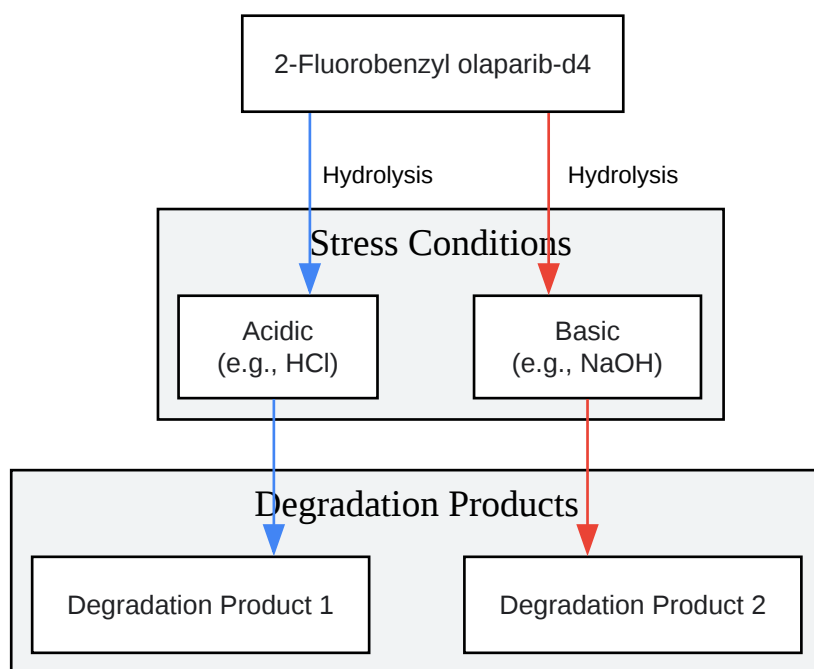 2-Fluorobenzyl olaparib-d4
Hydrolysis
Hydrolysis
Stress Conditions
Acidic
(e.g., HCl)
Basic
(e.g., NaOH)
Degradation Products
Degradation Product 1
Degradation Product 2